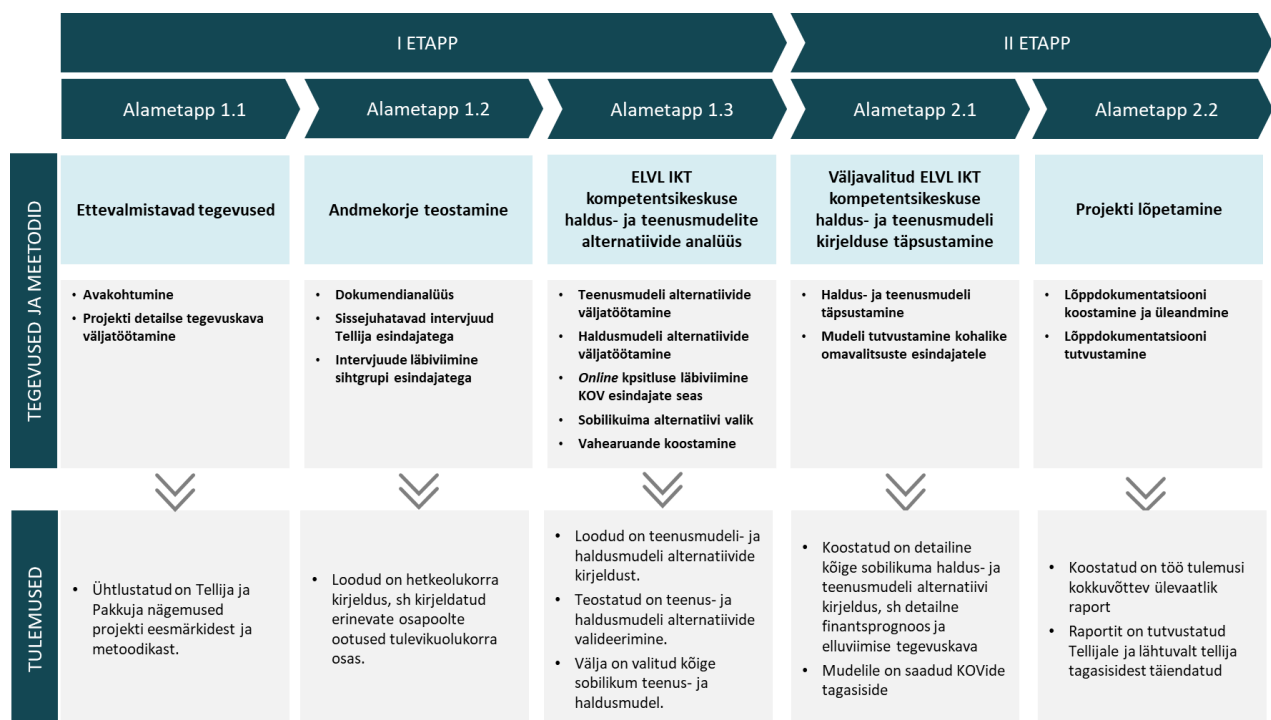 I ETAPP
II ETAPP
Alametapp 1.1
Alametapp 1.2
Alametapp 1.3
Alametapp 2.1
Alametapp 2.2
TEGEVUSED JA MEETODID
Ettevalmistavad tegevused
Andmekorje teostamine
ELVL IKT
kompetentsikeskuse
haldus- ja teenusmudelite
alternatiivide analüüs
Väljavalitud ELVL IKT
kompetentsikeskuse
haldus- ja teenusmudeli
kirjelduse täpsustamine
Projekti lõpetamine
• Avakohtumine
• Projekti detailse tegevuskava
väljatöötamine
• Dokumendianalüüs
• Sissejuhatavad intervjuud
Tellija esindajatega
• Intervjuude läbiviimine
sihtgrupi esindajatega
• Teenusmudeli alternatiivide
väljatöötamine
• Haldusmudeli alternatiivide
väljatöötamine
• Online kpsitluse läbiviimine
KOV esindajate seas
• Sobilikuima alternatiivi valik
• Vahearuande koostamine
• Haldus- ja teenusmudeli
täpsustamine
• Mudeli tutvustamine kohalike
omavalitsuste esindajatele
• Lõppdokumentatsiooni
koostamine ja üleandmine
• Lõppdokumentatsiooni
tutvustamine
TULEMUSED
• Ühtlustatud on Tellija ja
Pakkuja nägemused
projekti eesmärkidest ja
metoodikast.
• Loodud on hetkeolukorra
kirjeldus, sh kirjeldatud
erinevate osapoolte
ootused tulevikuolukorra
osas.
• Loodud on teenusmudeli- ja
haldusmudeli alternatiivide
kirjeldust.
• Teostatud on teenus- ja
haldusmudeli alternatiivide
valideerimine.
• Välja on valitud kõige
sobilikum teenus- ja
haldusmudel.
• Koostatud on detailine
kõige sobilikuma haldus- ja
teenusmudeli alternatiivi
kirjeldus, sh detailne
finantsprognoos ja
elluviimise tegevuskava
• Mudelile on saadud KOVide
tagasiside
• Koostatud on töö tulemusi
kokkuvõttev ülevaatlik
raport
• Raportit on tutvustatud
Tellijale ja lähtuvalt tellija
tagasisidest täiendatud